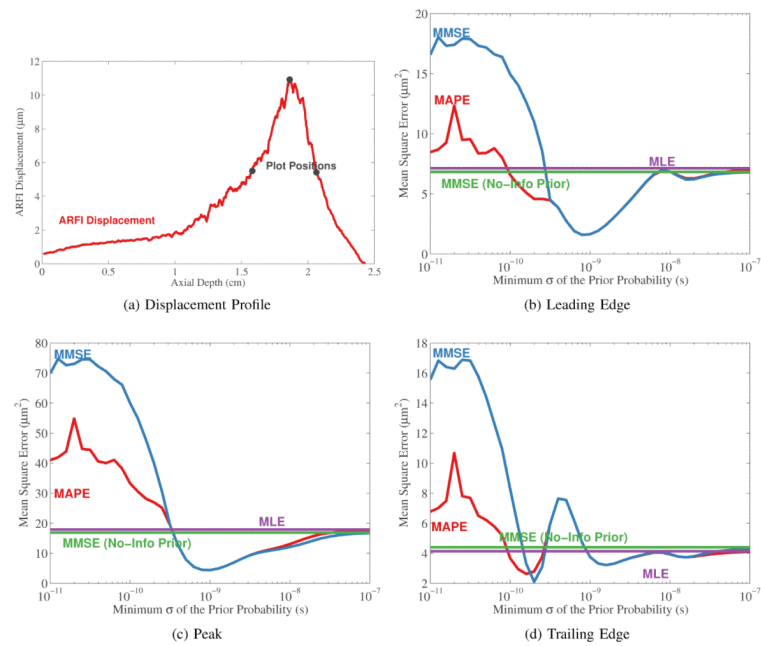 12
10
8
6
4
2
0
0
0.5
1
1.5
2
2.5
ARFI Displacement (μm)
Axial Depth (cm)
ARFI Displacement
Plot Positions
(a) Displacement Profile
20
15
10
5
0
10⁻¹¹
10⁻¹⁰
10⁻⁹
10⁻⁸
10⁻⁷
Mean Square Error (μm²)
Minimum σ of the Prior Probability (s)
MMSE
MAPE
MLE
MMSE (No−Info Prior)
(b) Leading Edge
80
70
60
50
40
30
20
10
0
10⁻¹¹
10⁻¹⁰
10⁻⁹
10⁻⁸
10⁻⁷
Mean Square Error (μm²)
Minimum σ of the Prior Probability (s)
MMSE
MAPE
MLE
MMSE (No−Info Prior)
(c) Peak
18
16
14
12
10
8
6
4
2
10⁻¹¹
10⁻¹⁰
10⁻⁹
10⁻⁸
10⁻⁷
Mean Square Error (μm²)
Minimum σ of the Prior Probability (s)
MMSE
MAPE
MMSE (No−Info Prior)
MLE
(d) Trailing Edge